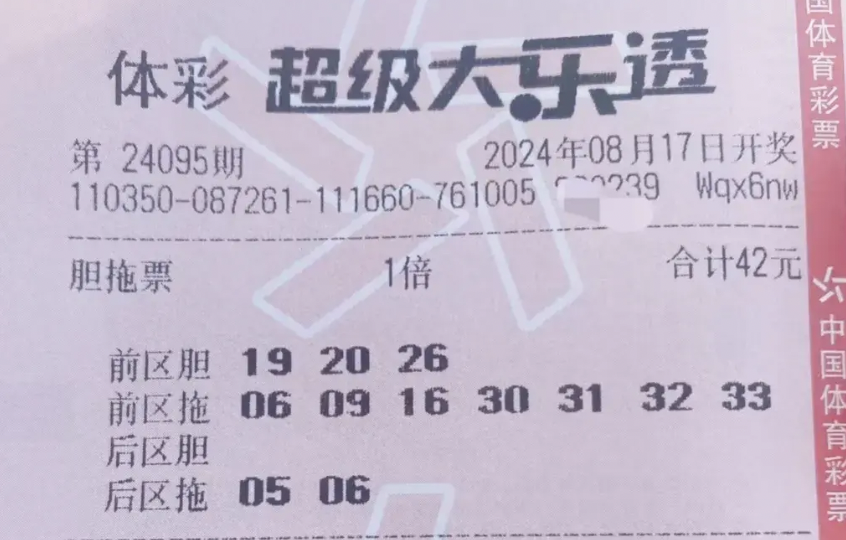 体彩 超级大乐透
第 24095期 2024年08月17日开奖
110350-087261-111660-761005 239 Wqx6nw
胆拖票 1倍 合计42元
前区胆 19 20 26
前区拖 06 09 16 30 31 32 33
后区胆
后区拖 05 06
国体育彩票
中国体育彩票